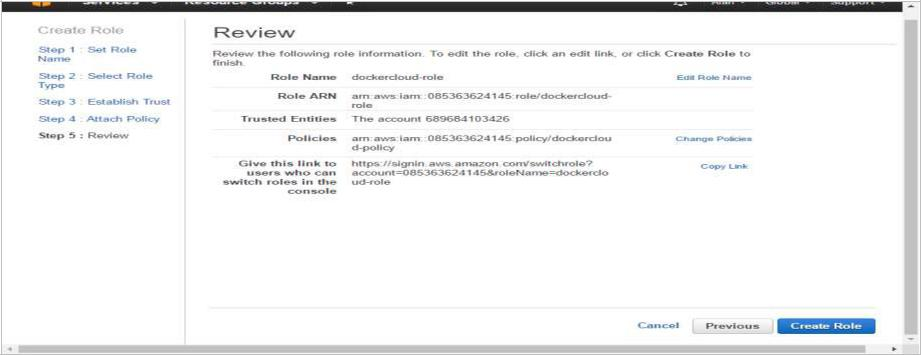 Services
Resource Groups
Alan
Global
Support
Create Role
Step 1 : Set Role
Name
Step 2 : Select Role
Type
Step 3 : Establish Trust
Step 4 : Attach Policy
Step 5 : Review
Review
Review the following role information. To edit the role, click an edit link, or click Create Role to
finish.
Role Name dockercloud-role Edit Role Name
Role ARN arn:aws:iam::085363624145:role/dockercloud-
role
Trusted Entities The account 689684103426
Policies arn:aws:iam::085363624145:policy/dockerclou Change Policies
d-policy
Give this link to https://signin.aws.amazon.com/switchrole? Copy Link
users who can account=085363624145&roleName=dockerclo
switch roles in the ud-role
console
Cancel Previous Create Role